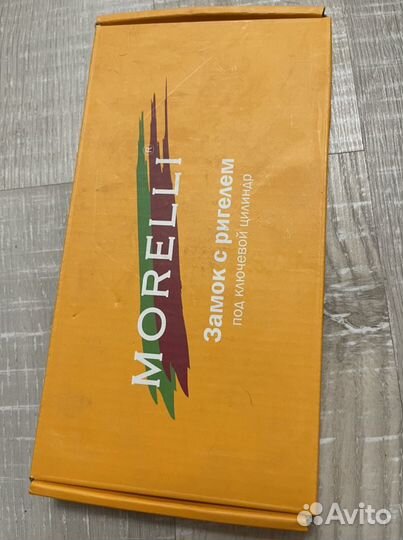 MORELLI®
Замок с ригелем
под ключевой цилиндр
Avito